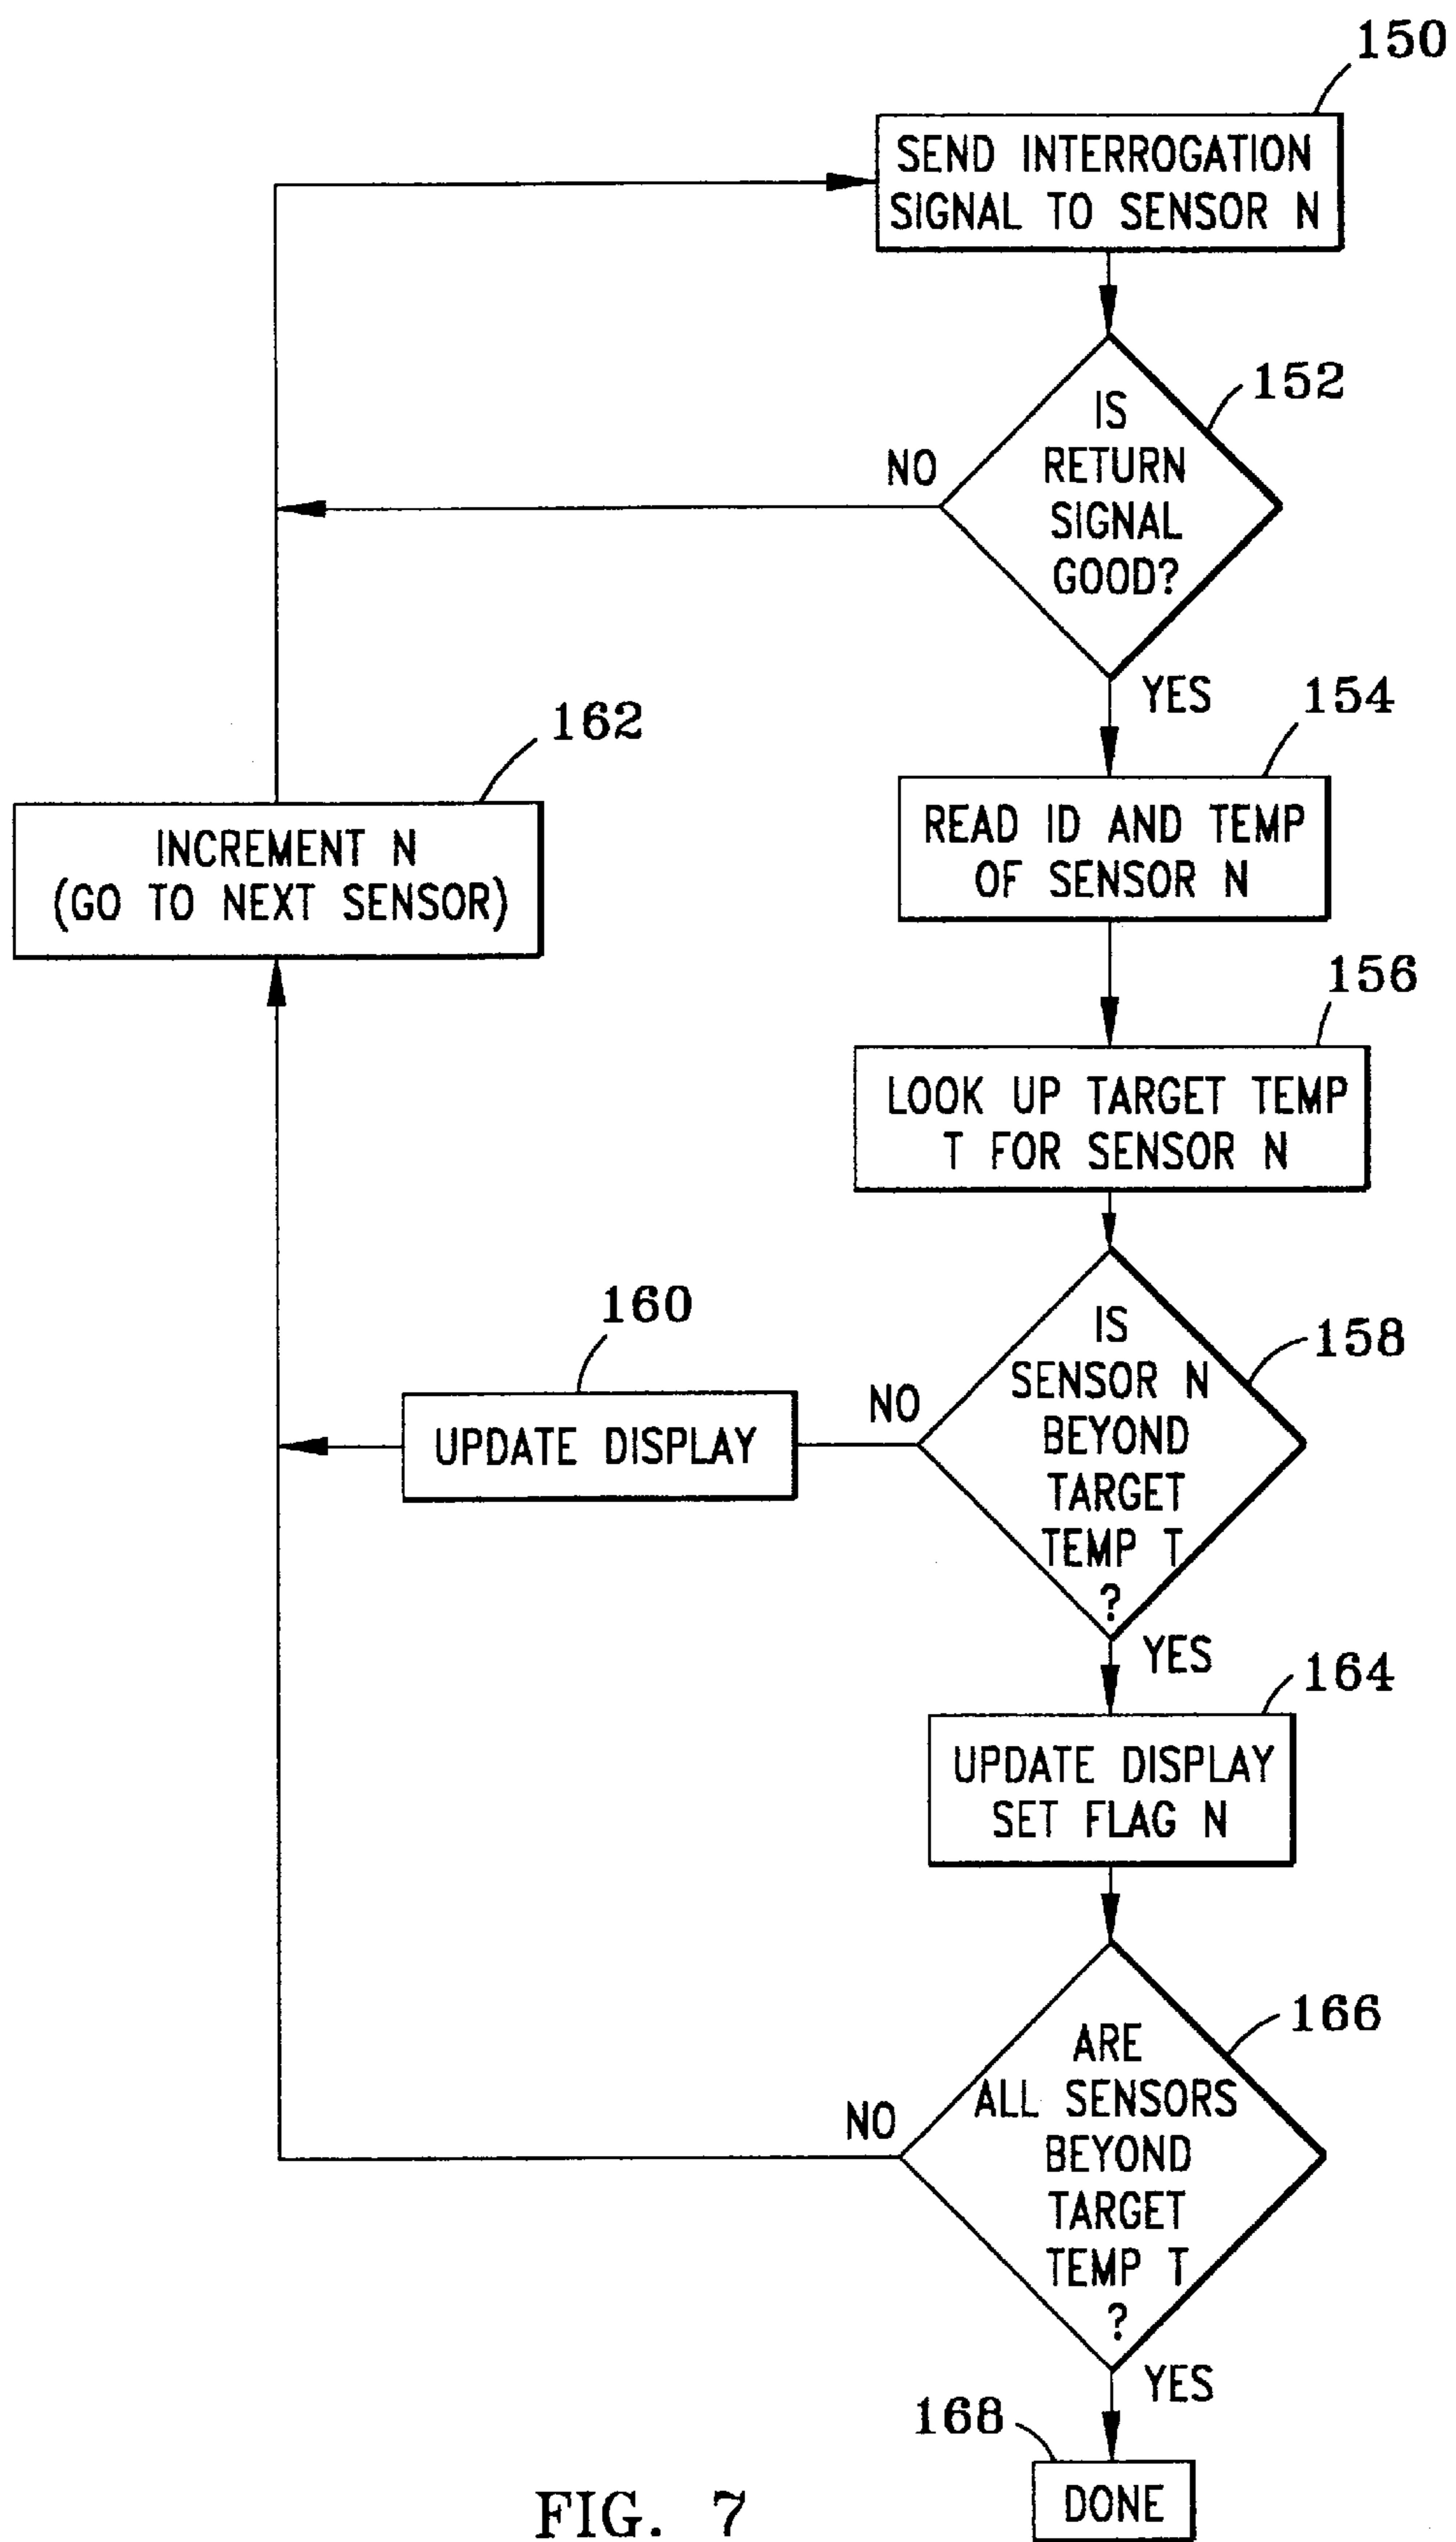 150
SEND INTERROGATION
SIGNAL TO SENSOR N
152
IS
RETURN
SIGNAL
GOOD?
NO
YES
154
READ ID AND TEMP
OF SENSOR N
162
INCREMENT N
(GO TO NEXT SENSOR)
156
LOOK UP TARGET TEMP
T FOR SENSOR N
158
IS
SENSOR N
BEYOND
TARGET
TEMP T
?
NO
160
UPDATE DISPLAY
YES
164
UPDATE DISPLAY
SET FLAG N
166
ARE
ALL SENSORS
BEYOND
TARGET
TEMP T
?
NO
YES
168
DONE
FIG. 7